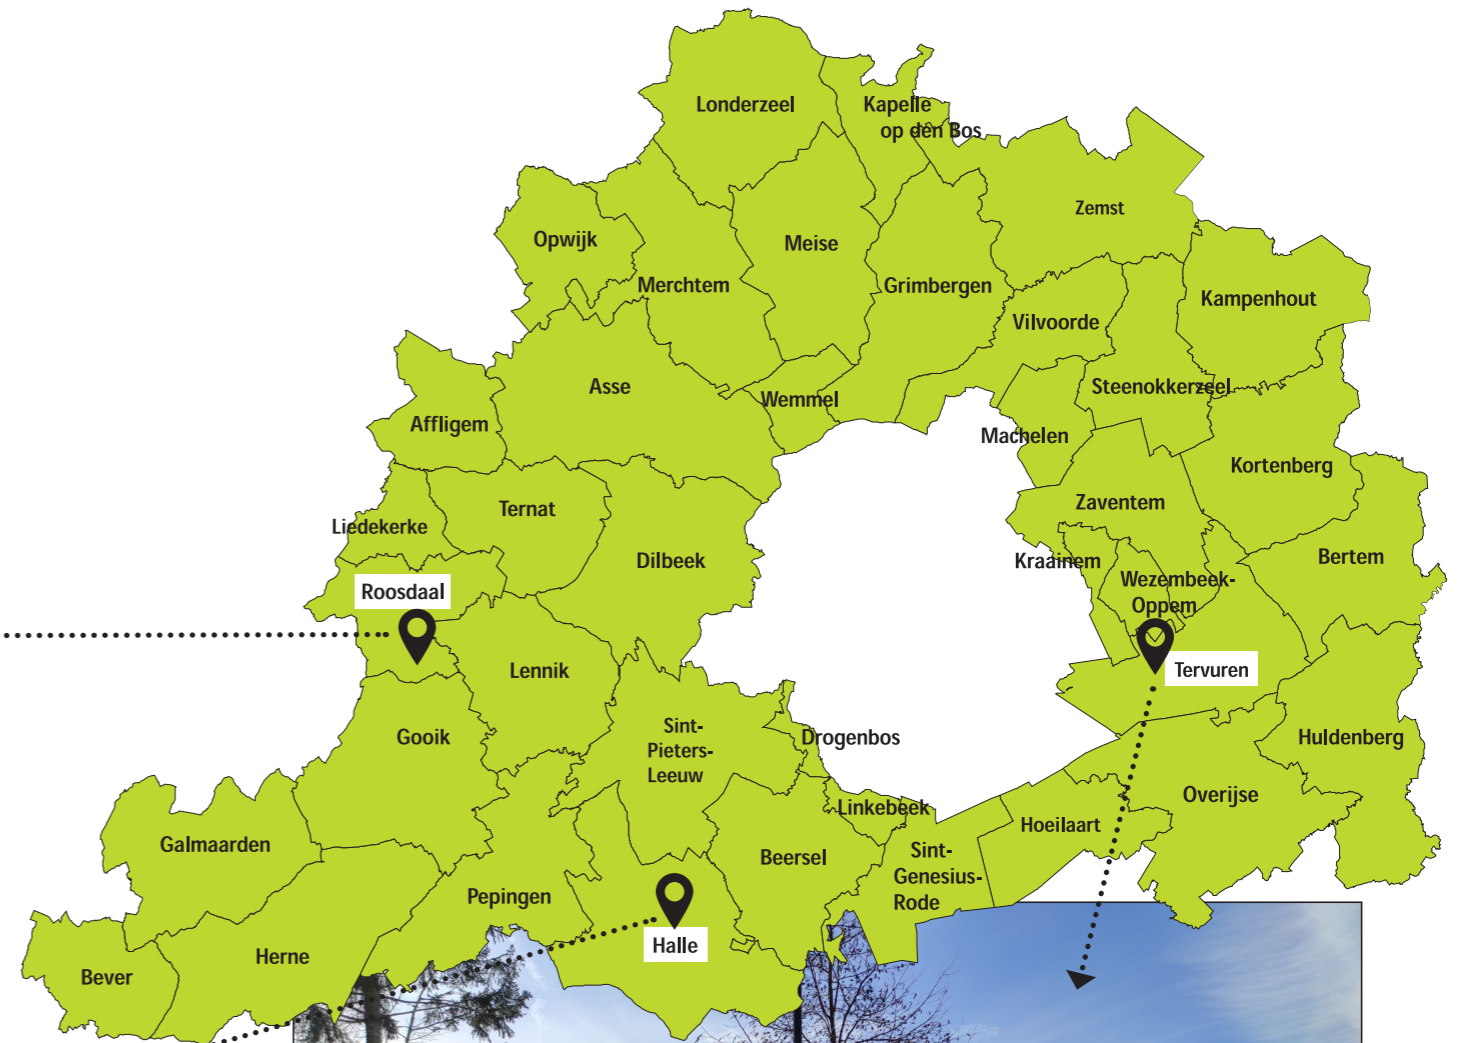 Londerzeel
Kapelle
op den Bos
Zemst
Opwijk
Meise
Merchtem
Grimbergen
Kampenhout
Vilvoorde
Asse
Steenokkerzeel
Wemmel
Affligem
Machelen
Kortenberg
Zaventem
Ternat
Liedekerke
Dilbeek
Kraainem
Bertem
Wezembeek-
Oppem
Roosdaal
Lennik
Tervuren
Gooik
Sint-
Pieters-
Leeuw
Drogenbos
Huldenberg
Overijse
Linkebeek
Hoeilaart
Galmaarden
Beersel
Sint-
Genesius-
Rode
Pepingen
Halle
Herne
Bever